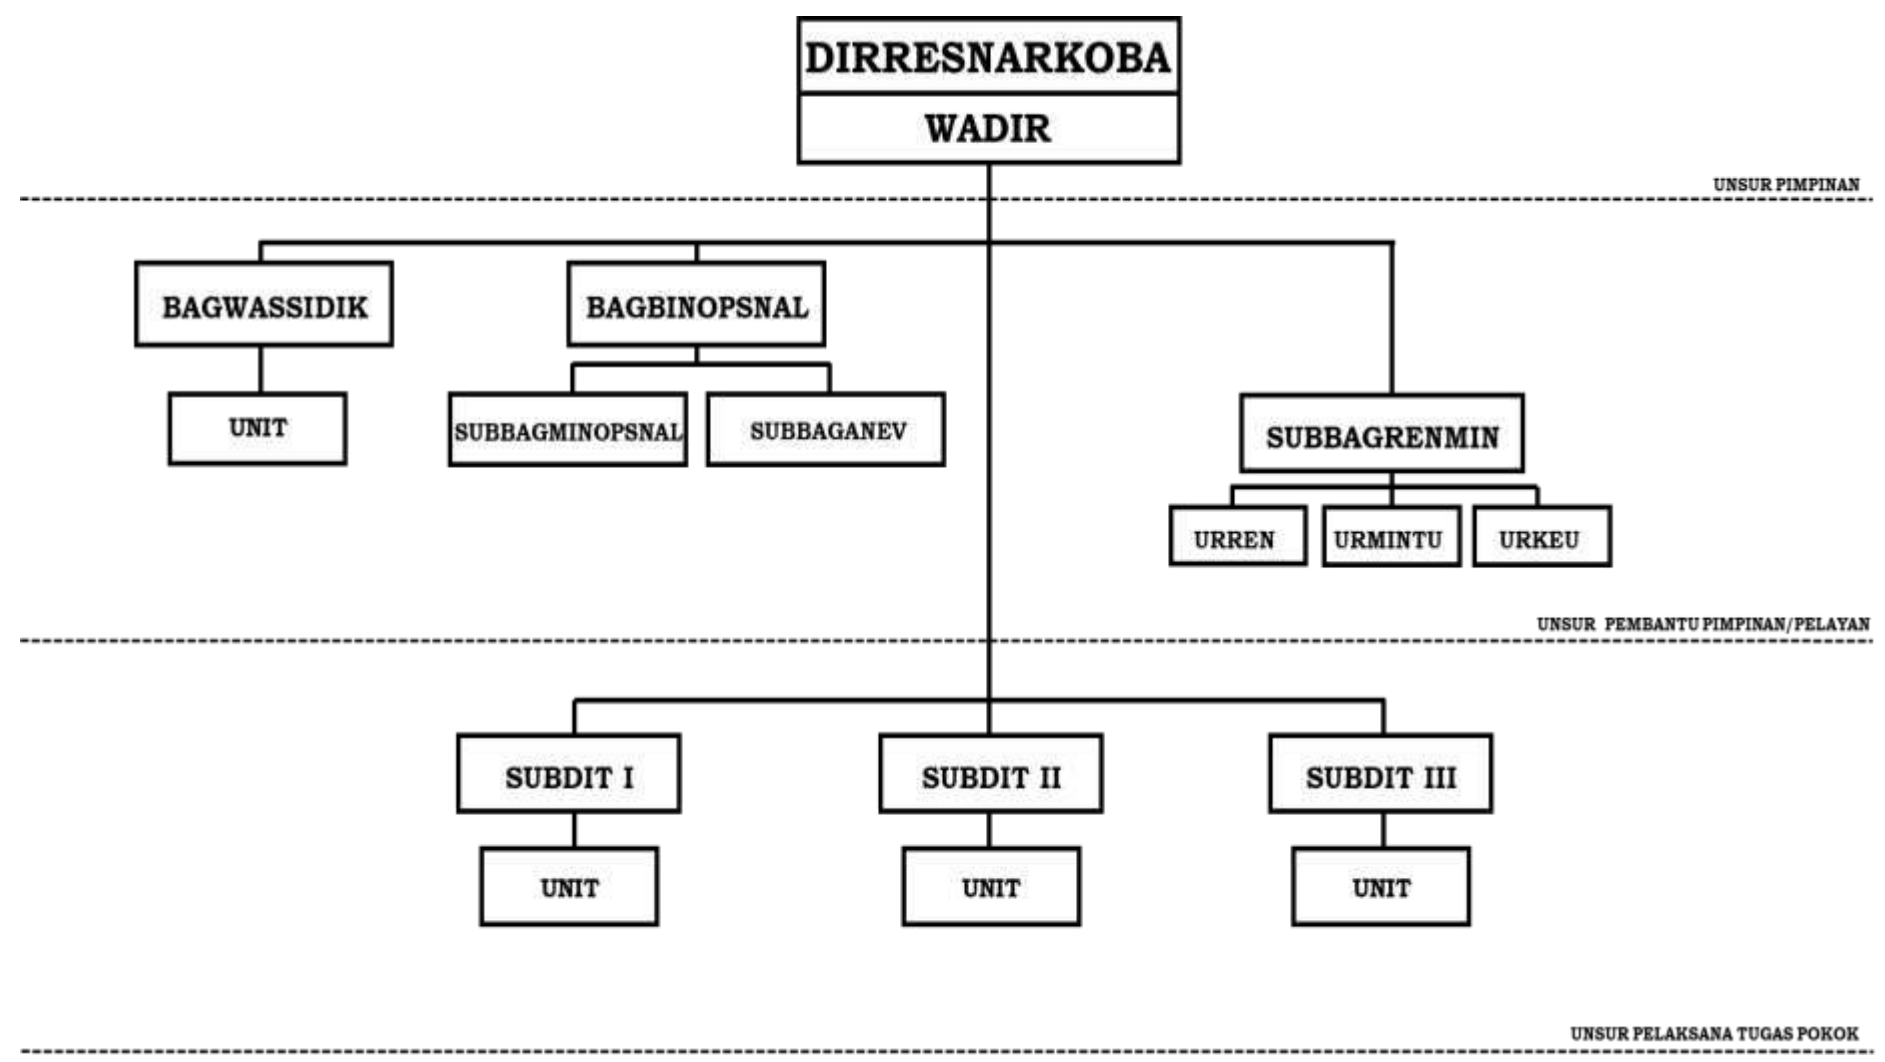 DIRRESNARKOBA
WADIR
UNSUR PIMPINAN
BAGWASSIDIK
BAGBINOPSNAL
UNIT
SUBBAGMINOPSNAL
SUBBAGANEV
SUBBAGRENMIN
URREN
URMINTU
URKEU
UNSUR PEMBANTU PIMPINAN/PELAYAN
SUBDIT I
SUBDIT II
SUBDIT III
UNIT
UNIT
UNIT
UNSUR PELAKSANA TUGAS POKOK